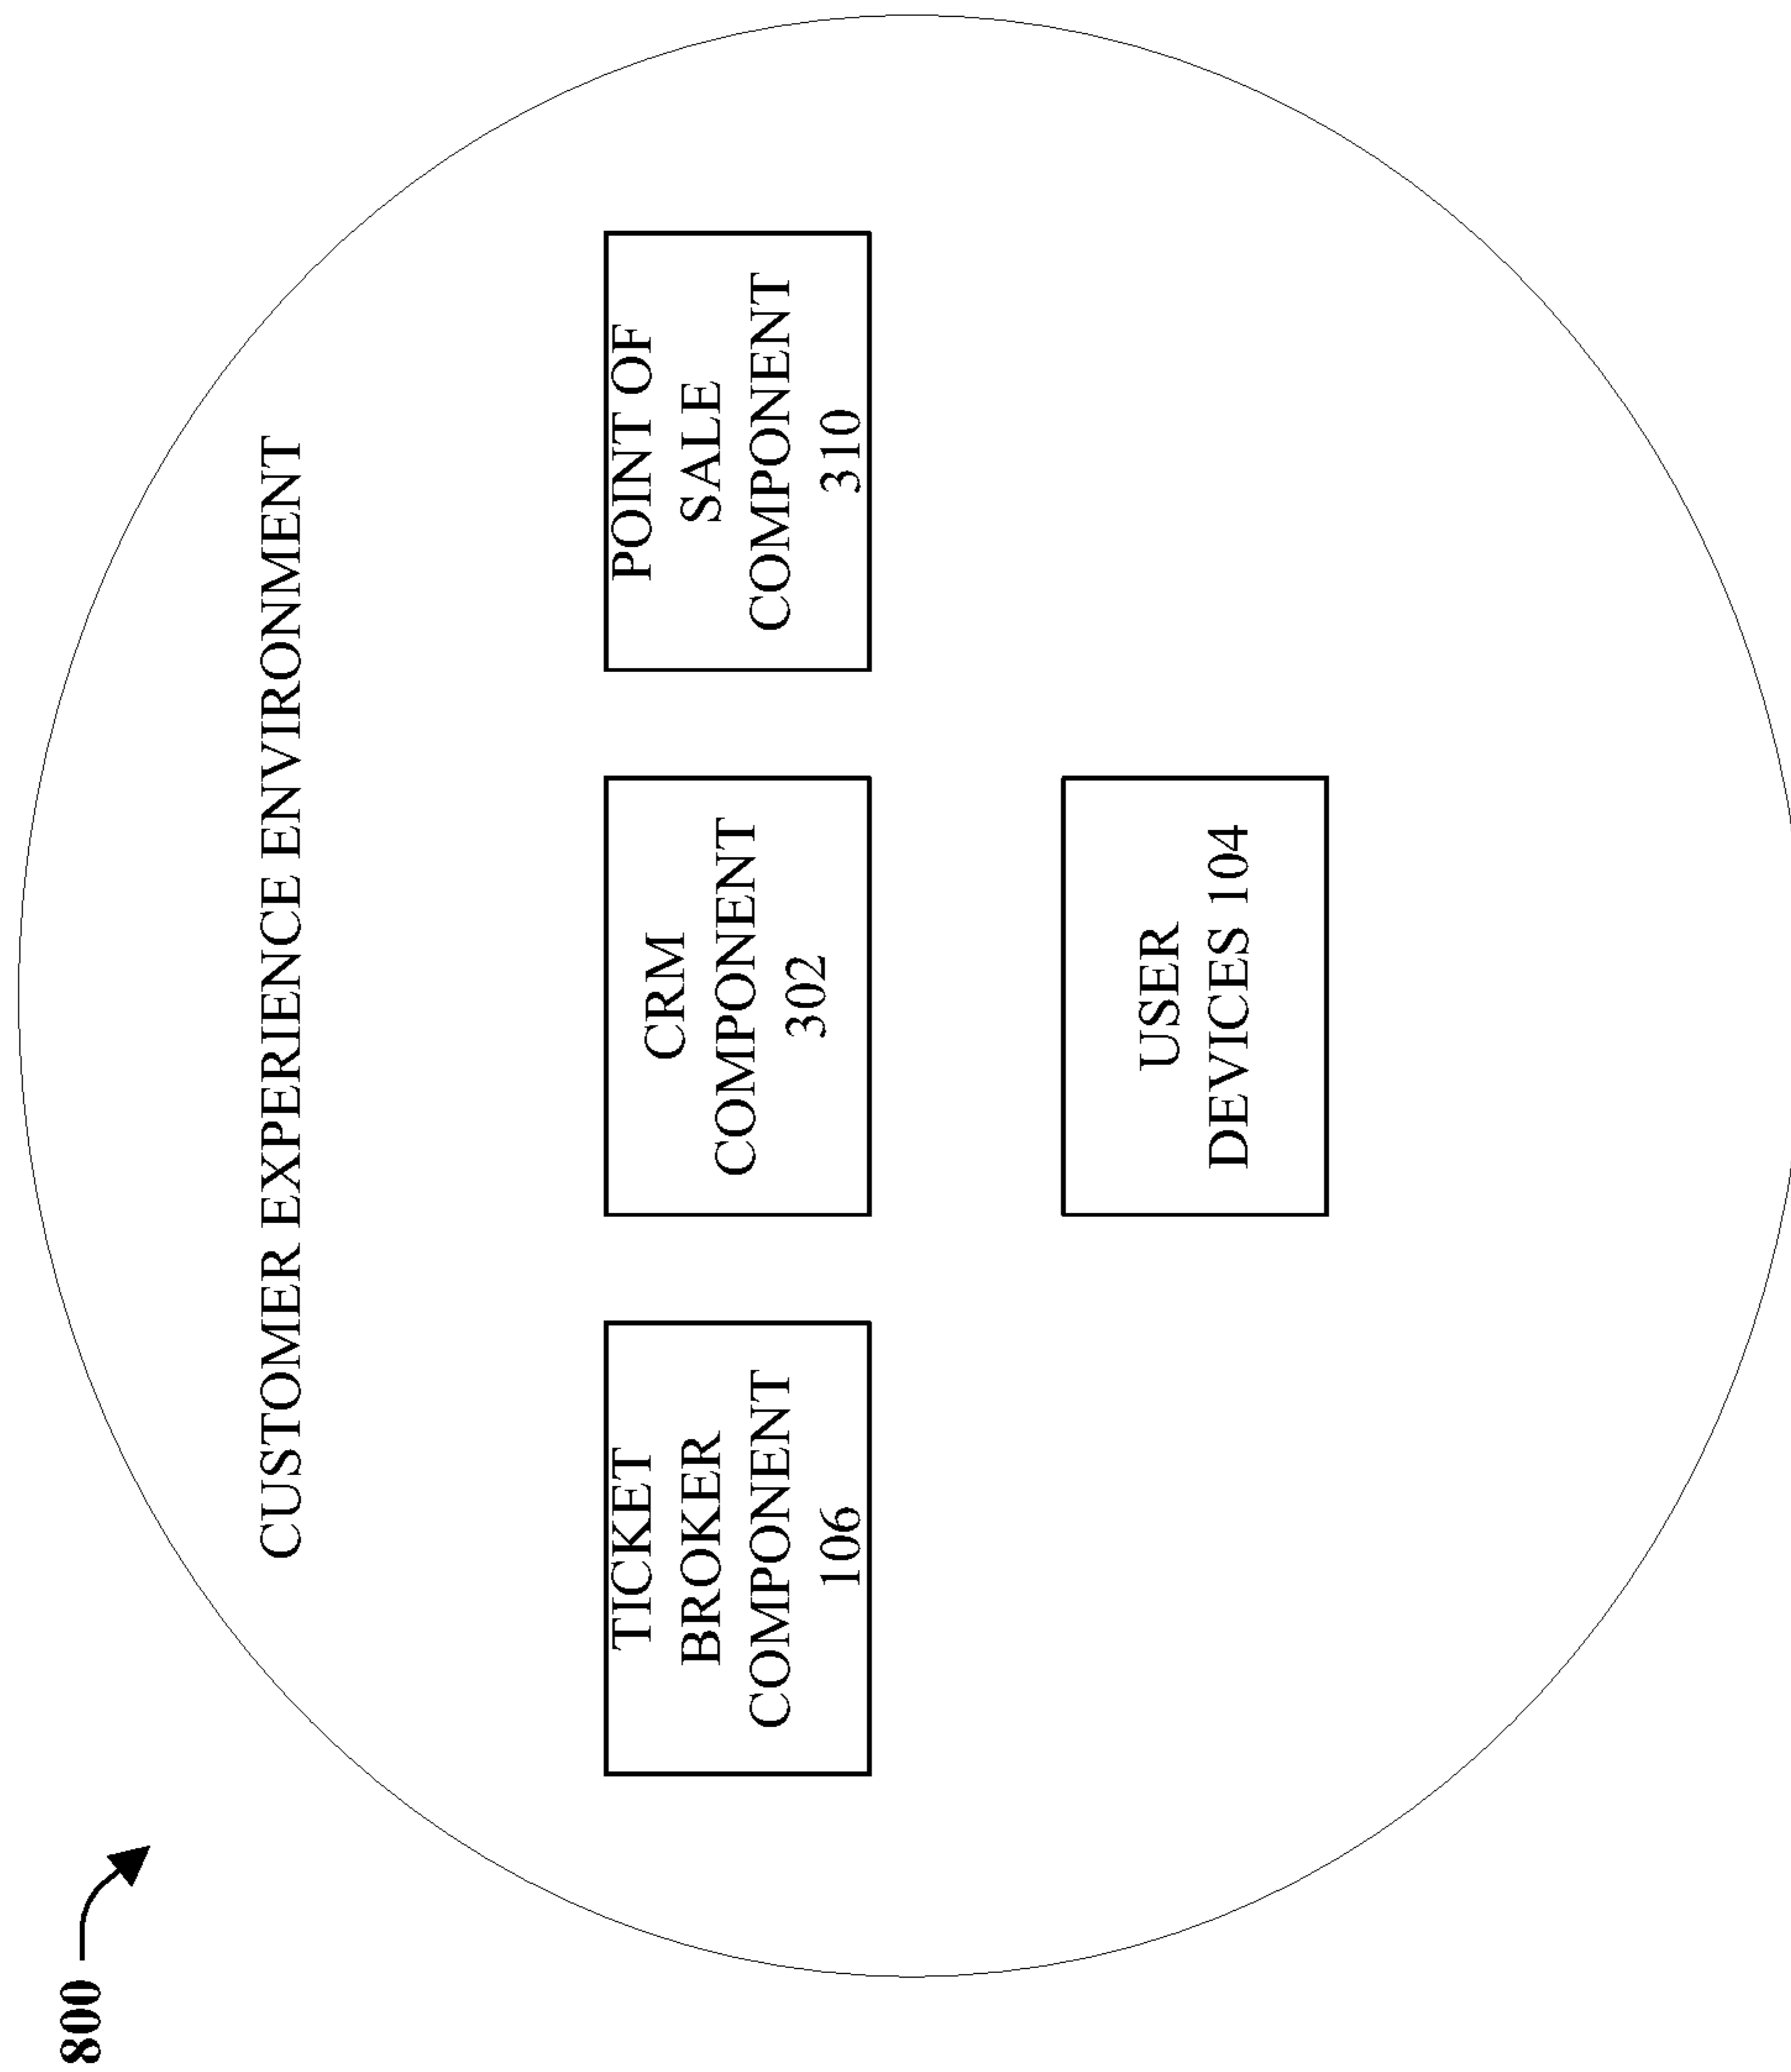 800
CUSTOMER EXPERIENCE ENVIRONMENT
TICKET
BROKER
COMPONENT
106
CRM
COMPONENT
302
POINT OF
SALE
COMPONENT
310
USER
DEVICES 104